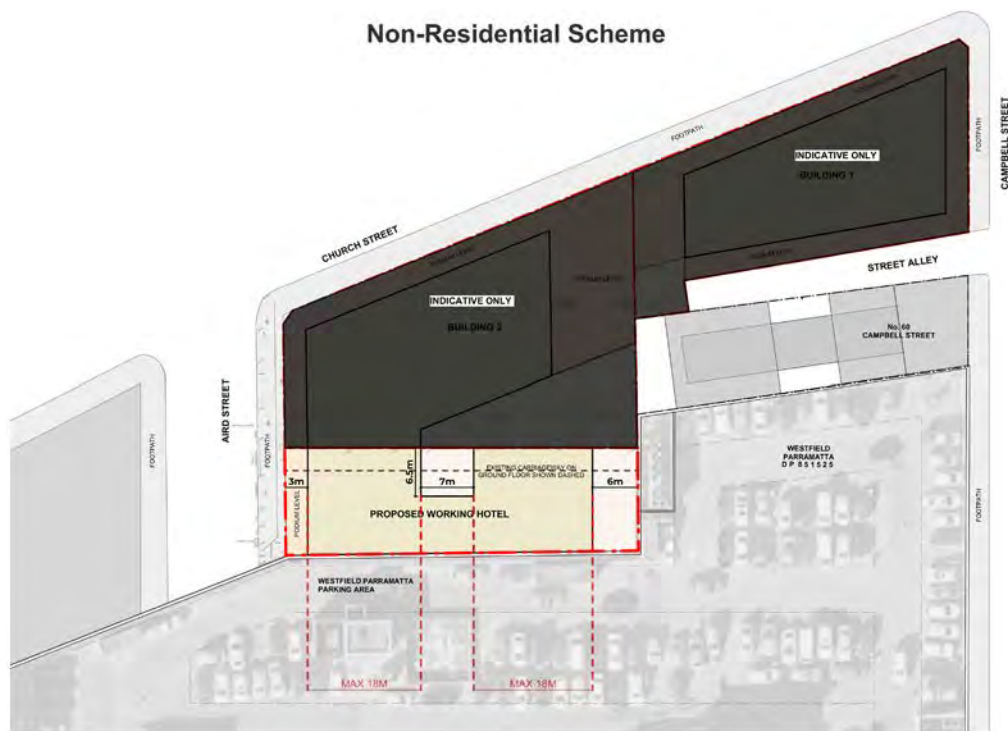 Non-Residential Scheme
FOOTPATH
FOOTPATH
CAMPBELL STREET
INDICATIVE ONLY
BUILDING 1
CHURCH STREET
STREET ALLEY
INDICATIVE ONLY
BUILDING 2
No. 60
CAMPBELL STREET
AIRD STREET
FOOTPATH
FOOTPATH
WESTFIELD
PARRAMATTA
DP 851525
3m
6.5m
7m
EXISTING CARRIAGEWAY ON
GROUND FLOOR SHOWN DASHED
6m
PODIUM LEVEL
PROPOSED WORKING HOTEL
FOOTPATH
WESTFIELD PARRAMATTA
PARKING AREA
MAX 18M
MAX 18M